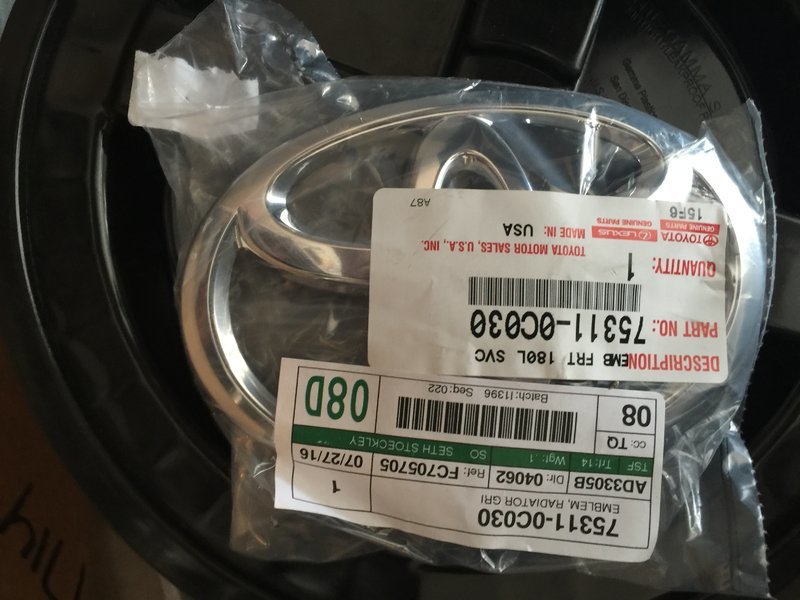 75311-0C030
EMBLEM, RADIATOR GRI
1
AD3305B Dlr: 04062 Ref: FC705705 07/27/16
TSF Trl:14 Wgt: .1 SO SETH STOECKLEY
cc: TQ
08
Batch:I1396 Seq:022
08D
DESCRIPTION EMB FRT 180L SVC
PART NO.: 75311-0C030
QUANTITY: 1
TOYOTA MOTOR SALES, U.S.A., INC.
TOYOTA GENUINE PARTS
LEXUS GENUINE PARTS
MADE IN: USA
15F6
A87